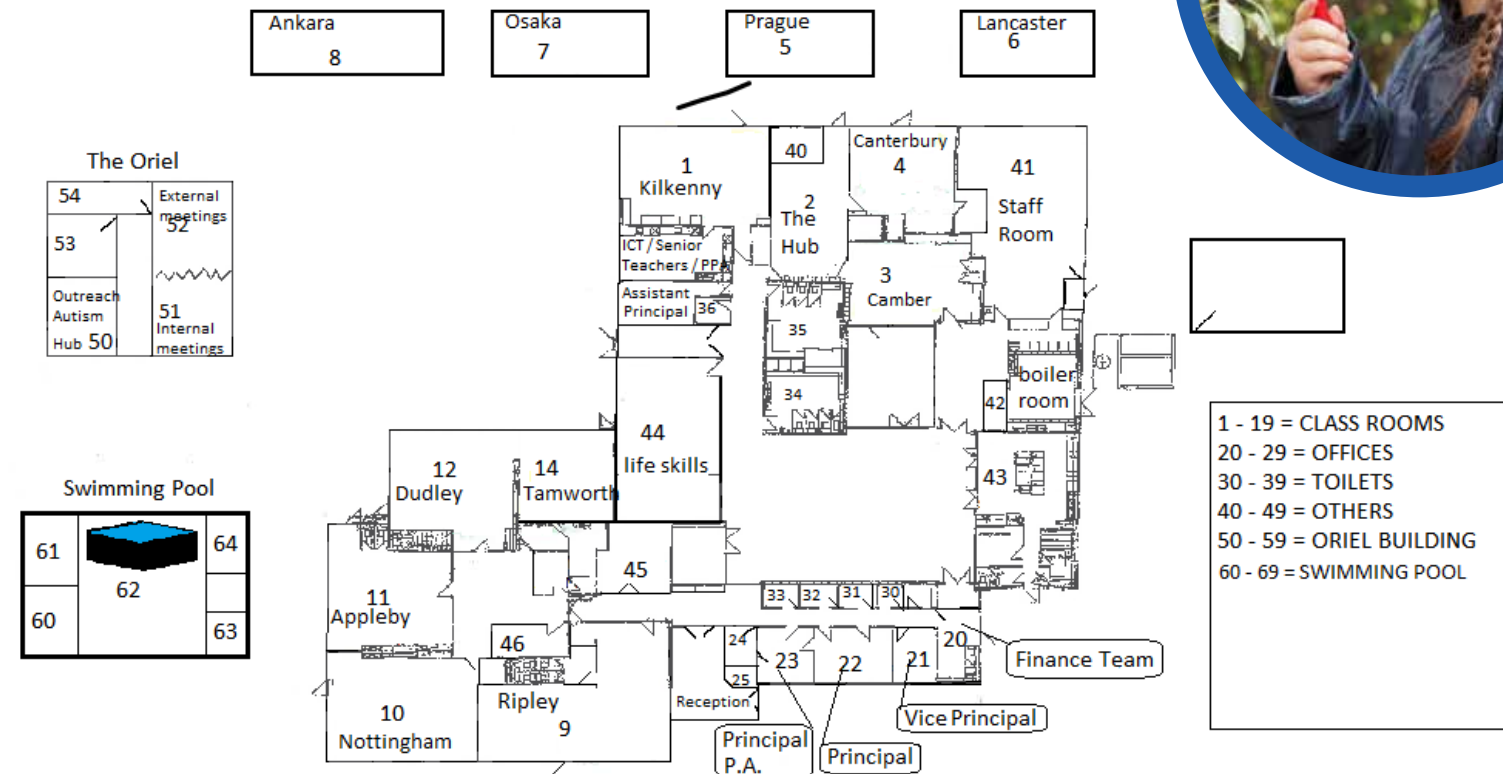 Ankara
8
Osaka
7
Prague
5
Lancaster
6
The Oriel
54
External
meetings
52
53
Outreach
Autism
Hub 50
51
Internal
meetings
1
Kilkenny
40
2
The
Hub
Canterbury
4
41
Staff
Room
ICT / Senior
Teachers / PPA
Assistant
Principal
36
3
Camber
35
34
boiler
room
42
43
44
life skills
12
Dudley
14
Tamworth
Swimming Pool
61
62
64
60
63
11
Appleby
45
46
10
Nottingham
Ripley
9
33
32
31
30
24
25
23
22
21
20
Reception
Finance Team
Vice Principal
Principal
P.A.
Principal
1 - 19 = CLASS ROOMS
20 - 29 = OFFICES
30 - 39 = TOILETS
40 - 49 = OTHERS
50 - 59 = ORIEL BUILDING
60 - 69 = SWIMMING POOL